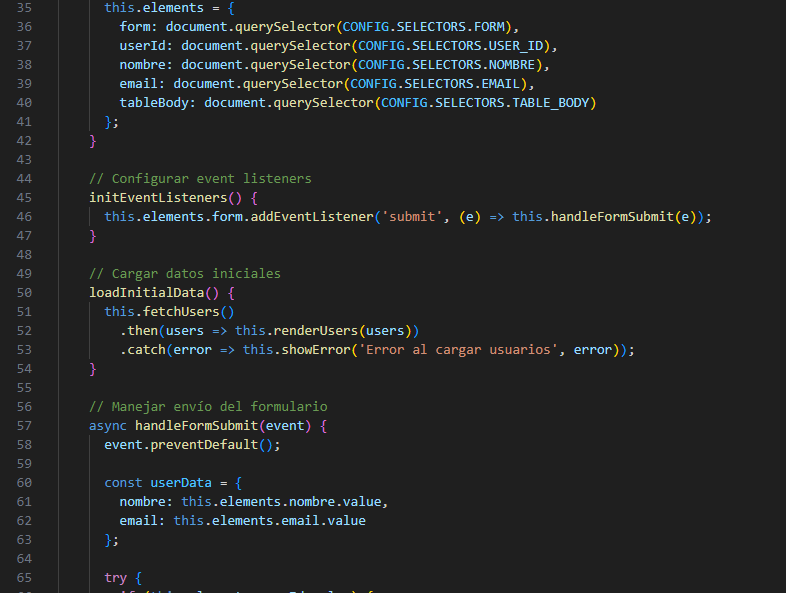 35 this.elements = {
36 form: document.querySelector(CONFIG.SELECTORS.FORM),
37 userId: document.querySelector(CONFIG.SELECTORS.USER_ID),
38 nombre: document.querySelector(CONFIG.SELECTORS.NOMBRE),
39 email: document.querySelector(CONFIG.SELECTORS.EMAIL),
40 tableBody: document.querySelector(CONFIG.SELECTORS.TABLE_BODY)
41 };
42 }
43
44 // Configurar event listeners
45 initEventListeners() {
46 this.elements.form.addEventListener('submit', (e) => this.handleFormSubmit(e));
47 }
48
49 // Cargar datos iniciales
50 loadInitialData() {
51 this.fetchUsers()
52 .then(users => this.renderUsers(users))
53 .catch(error => this.showError('Error al cargar usuarios', error));
54 }
55
56 // Manejar envío del formulario
57 async handleFormSubmit(event) {
58 event.preventDefault();
59
60 const userData = {
61 nombre: this.elements.nombre.value,
62 email: this.elements.email.value
63 };
64
65 try {